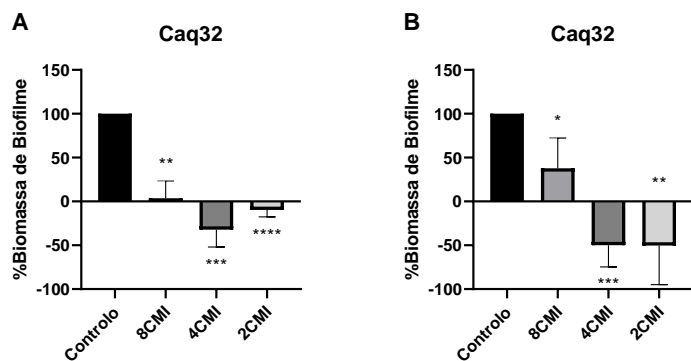 A
Caq32
%Biomassa de Biofilme
150
100
50
0
-50
-100
**
***
****
Controlo
8CMI
4CMI
2CMI
B
Caq32
%Biomassa de Biofilme
150
100
50
0
-50
-100
*
***
**
Controlo
8CMI
4CMI
2CMI